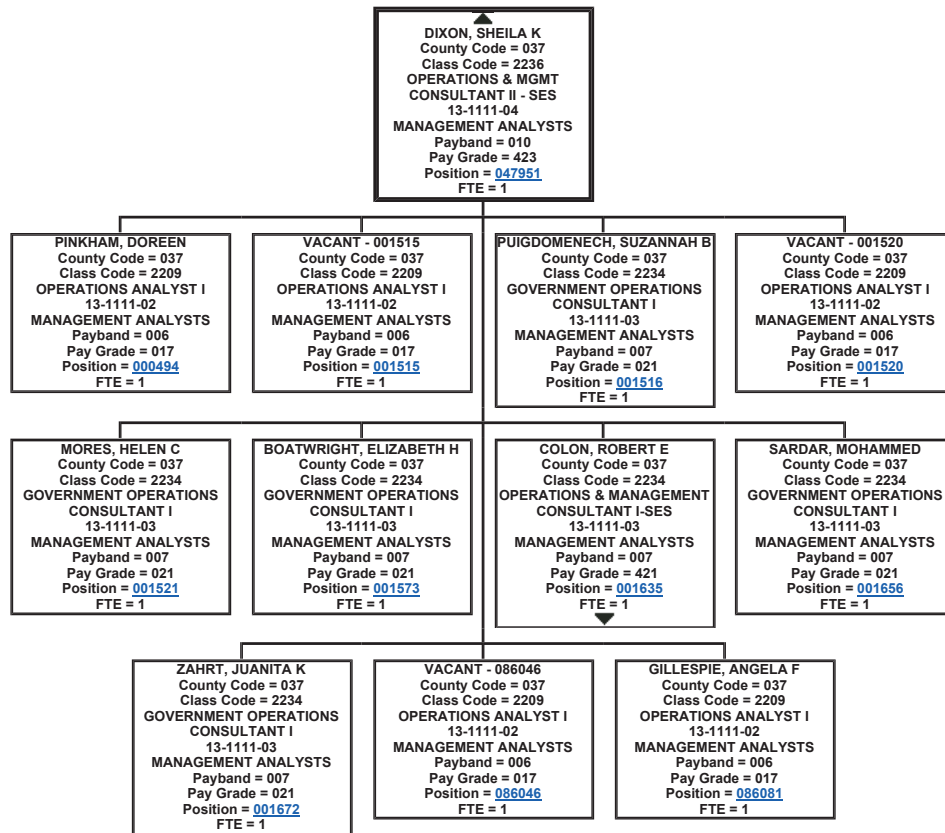 DIXON, SHEILA K
County Code = 037
Class Code = 2236
OPERATIONS & MGMT
CONSULTANT II - SES
13-1111-04
MANAGEMENT ANALYSTS
Payband = 010
Pay Grade = 423
Position = 047951
FTE = 1
PINKHAM, DOREEN
County Code = 037
Class Code = 2209
OPERATIONS ANALYST I
13-1111-02
MANAGEMENT ANALYSTS
Payband = 006
Pay Grade = 017
Position = 000494
FTE = 1
VACANT - 001515
County Code = 037
Class Code = 2209
OPERATIONS ANALYST I
13-1111-02
MANAGEMENT ANALYSTS
Payband = 006
Pay Grade = 017
Position = 001515
FTE = 1
PUIGDOMENECH, SUZANNAH B
County Code = 037
Class Code = 2234
GOVERNMENT OPERATIONS
CONSULTANT I
13-1111-03
MANAGEMENT ANALYSTS
Payband = 007
Pay Grade = 021
Position = 001516
FTE = 1
VACANT - 001520
County Code = 037
Class Code = 2209
OPERATIONS ANALYST I
13-1111-02
MANAGEMENT ANALYSTS
Payband = 006
Pay Grade = 017
Position = 001520
FTE = 1
MORES, HELEN C
County Code = 037
Class Code = 2234
GOVERNMENT OPERATIONS
CONSULTANT I
13-1111-03
MANAGEMENT ANALYSTS
Payband = 007
Pay Grade = 021
Position = 001521
FTE = 1
BOATWRIGHT, ELIZABETH H
County Code = 037
Class Code = 2234
GOVERNMENT OPERATIONS
CONSULTANT I
13-1111-03
MANAGEMENT ANALYSTS
Payband = 007
Pay Grade = 021
Position = 001573
FTE = 1
COLON, ROBERT E
County Code = 037
Class Code = 2234
OPERATIONS & MANAGEMENT
CONSULTANT I-SES
13-1111-03
MANAGEMENT ANALYSTS
Payband = 007
Pay Grade = 421
Position = 001635
FTE = 1
SARDAR, MOHAMMED
County Code = 037
Class Code = 2234
GOVERNMENT OPERATIONS
CONSULTANT I
13-1111-03
MANAGEMENT ANALYSTS
Payband = 007
Pay Grade = 021
Position = 001656
FTE = 1
ZAHRT, JUANITA K
County Code = 037
Class Code = 2234
GOVERNMENT OPERATIONS
CONSULTANT I
13-1111-03
MANAGEMENT ANALYSTS
Payband = 007
Pay Grade = 021
Position = 001672
FTE = 1
VACANT - 086046
County Code = 037
Class Code = 2209
OPERATIONS ANALYST I
13-1111-02
MANAGEMENT ANALYSTS
Payband = 006
Pay Grade = 017
Position = 086046
FTE = 1
GILLESPIE, ANGELA F
County Code = 037
Class Code = 2209
OPERATIONS ANALYST I
13-1111-02
MANAGEMENT ANALYSTS
Payband = 006
Pay Grade = 017
Position = 086081
FTE = 1